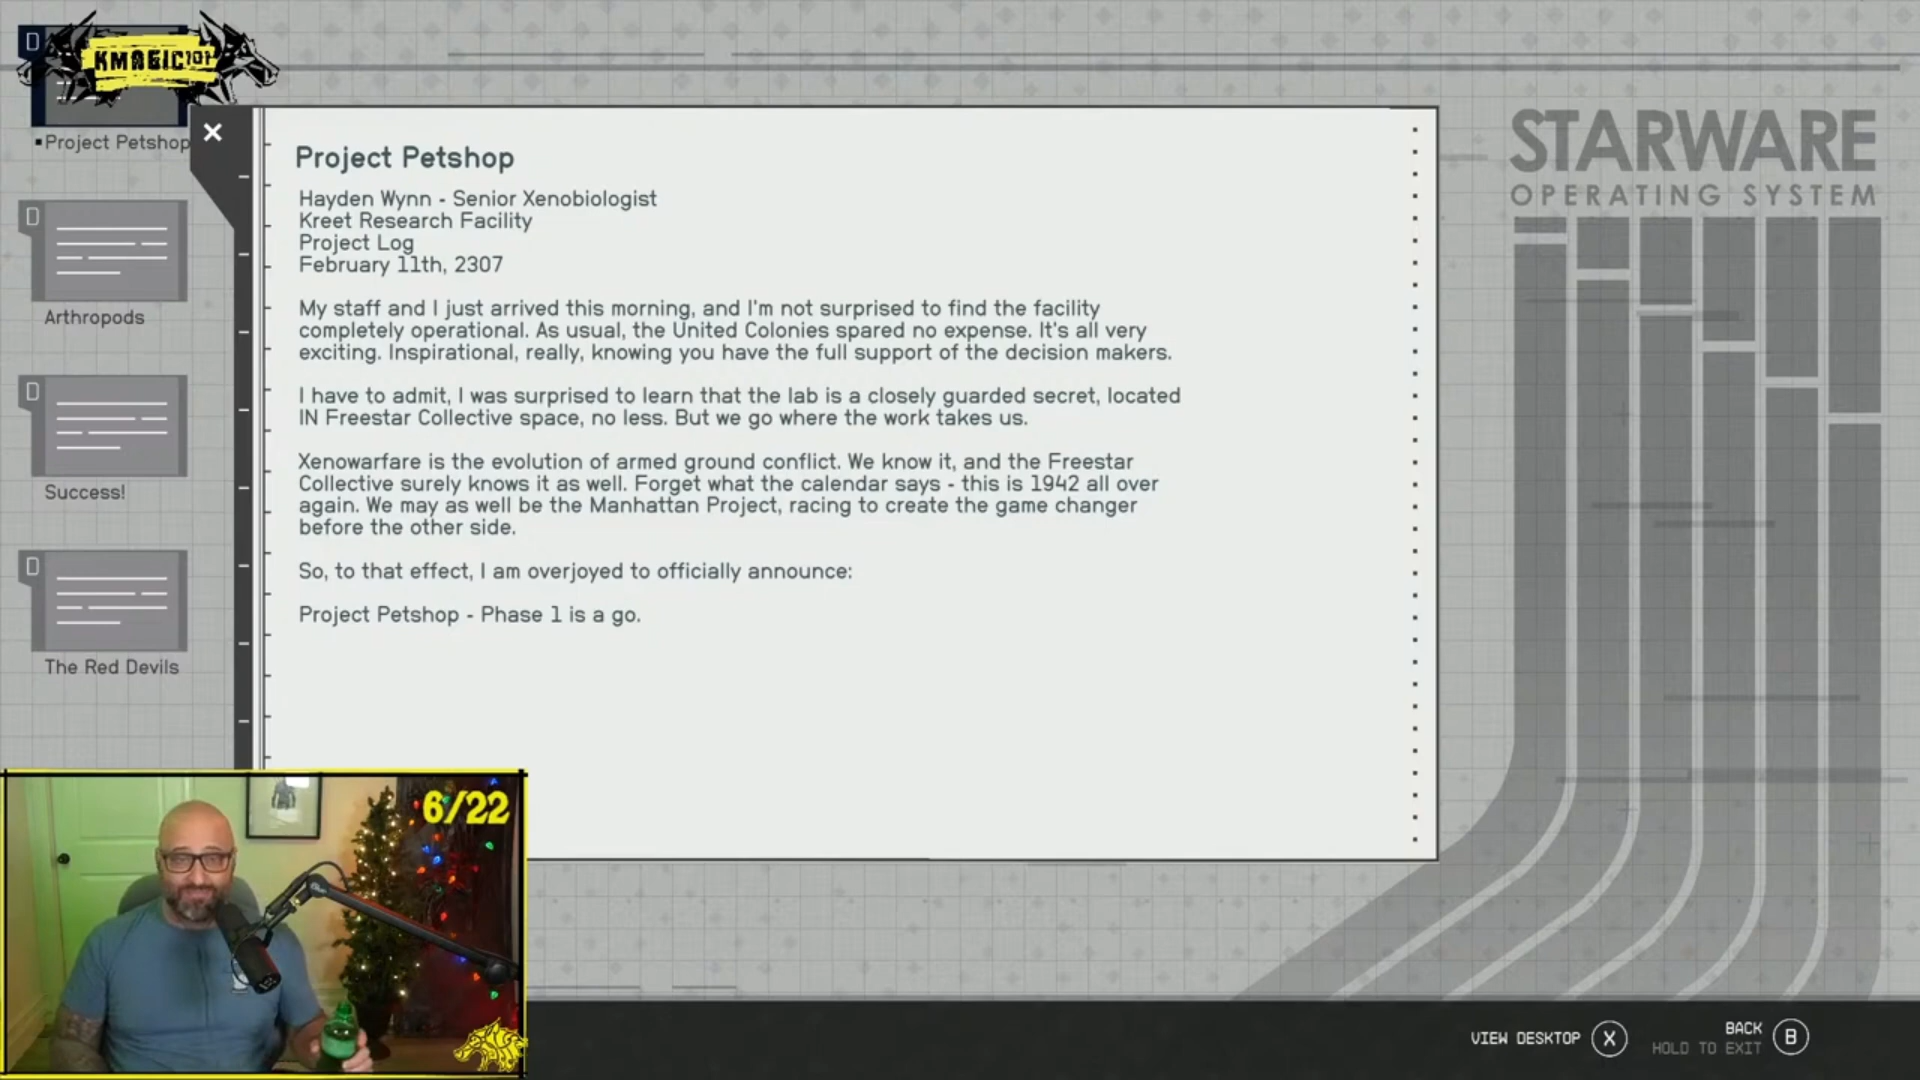 KMAGIC101
D
Project Petshop
D
Arthropods
D
Success!
D
The Red Devils
Project Petshop
Hayden Wynn - Senior Xenobiologist
Kreet Research Facility
Project Log
February 11th, 2307
My staff and I just arrived this morning, and I'm not surprised to find the facility
completely operational. As usual, the United Colonies spared no expense. It's all very
exciting. Inspirational, really, knowing you have the full support of the decision makers.
I have to admit, I was surprised to learn that the lab is a closely guarded secret, located
IN Freestar Collective space, no less. But we go where the work takes us.
Xenowarfare is the evolution of armed ground conflict. We know it, and the Freestar
Collective surely knows it as well. Forget what the calendar says - this is 1942 all over
again. We may as well be the Manhattan Project, racing to create the game changer
before the other side.
So, to that effect, I am overjoyed to officially announce:
Project Petshop - Phase 1 is a go.
STARWARE
OPERATING SYSTEM
6/22
VIEW DESKTOP X
BACK B
HOLD TO EXIT